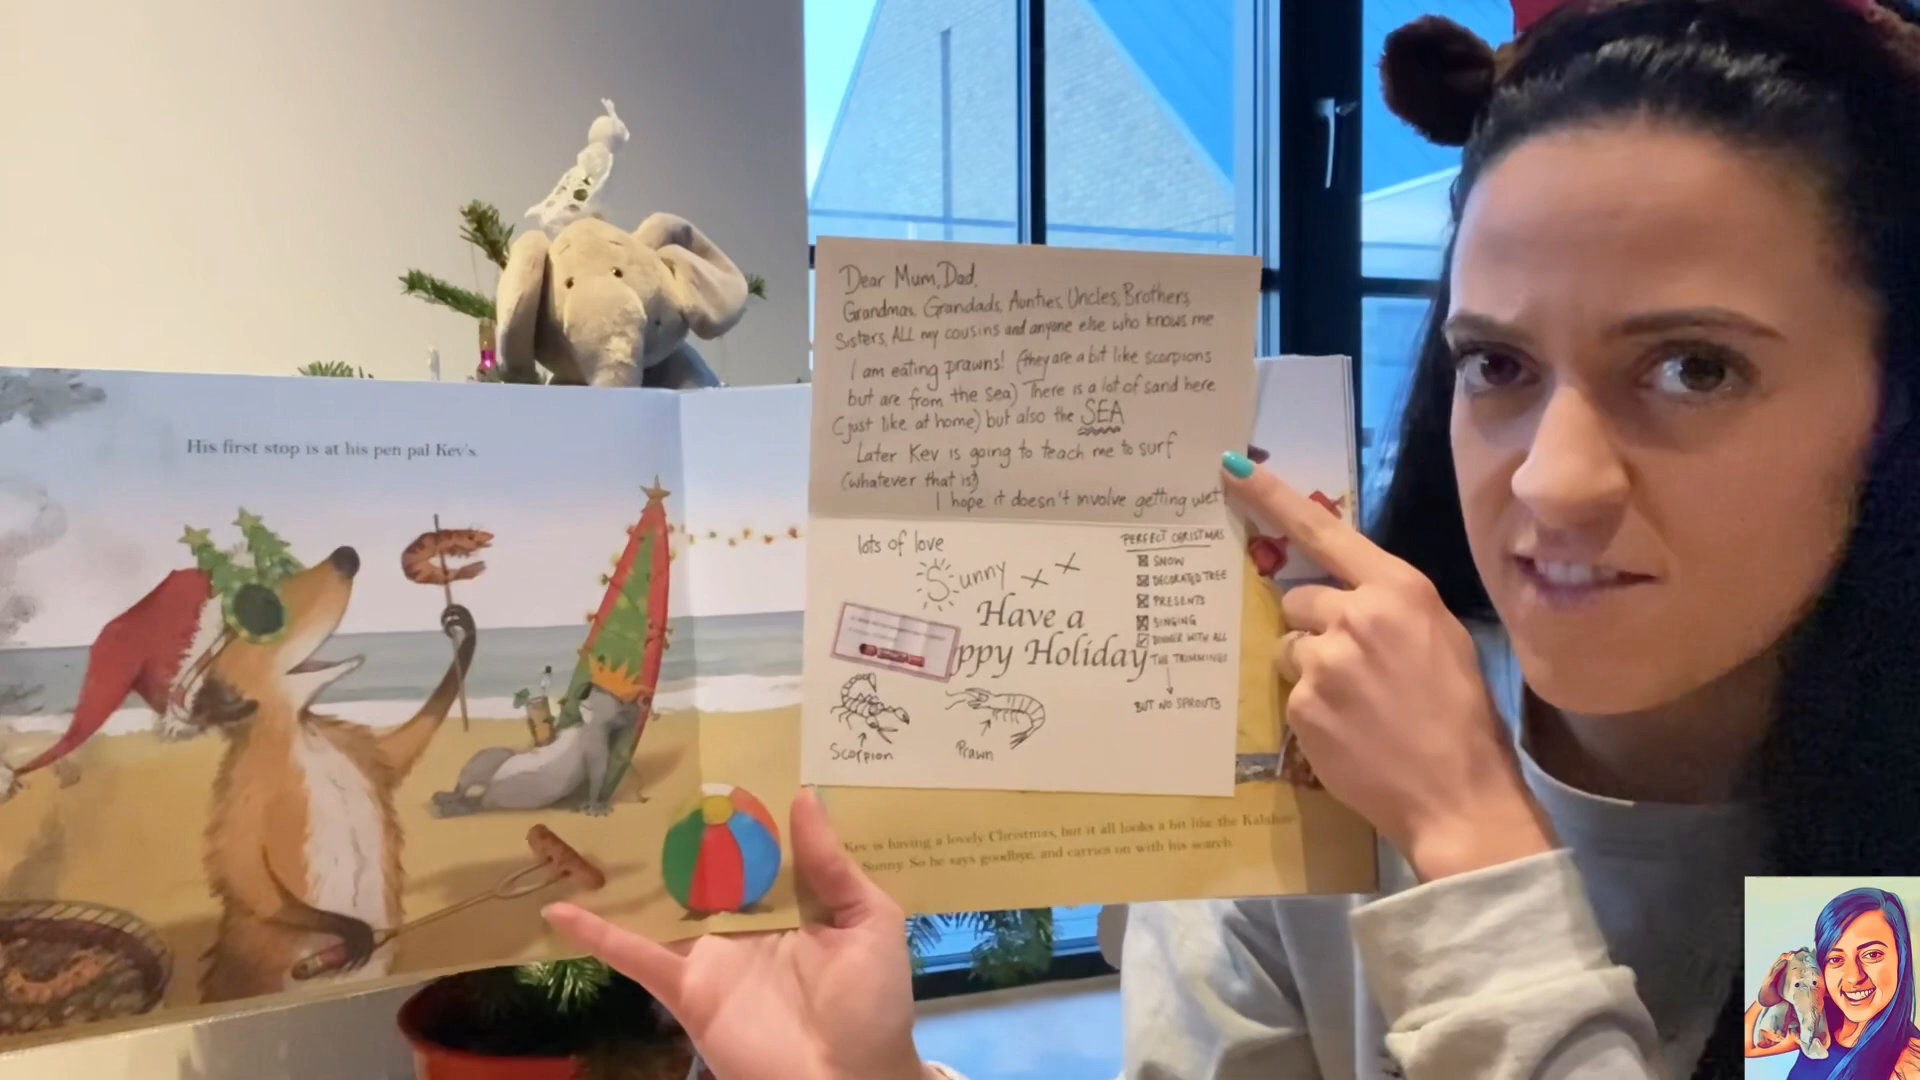 His first stop is at his pen pal Kev's.
Dear Mum, Dad,
Grandmas, Grandads, Aunties, Uncles, Brothers,
Sisters, ALL my cousins and anyone else who knows me
I am eating prawns! (they are a bit like scorpions
but are from the sea) There is a lot of sand here
(just like at home) but also the SEA
Later Kev is going to teach me to surf
(whatever that is)
I hope it doesn't involve getting wet!
lots of love
Sunny x x
Have a
ppy Holiday
PERFECT CHRISTMAS
SNOW
DECORATED TREE
PRESENTS
SINGING
DINNER WITH ALL
THE TRIMMINGS
BUT NO SPROUTS
Scorpion
Prawn
Kev is having a lovely Christmas, but it all looks a bit like the Kalahari
Sunny. So he says goodbye, and carries on with his search